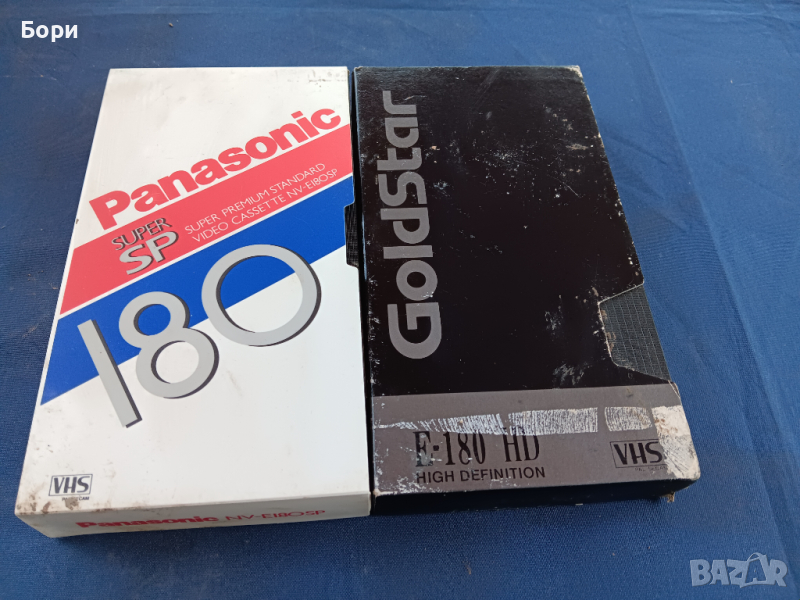 Бори
Panasonic
SUPER
SP
SUPER PREMIUM STANDARD
VIDEO CASSETTE NV-E180SP
180
VHS
Panasonic NV-E180SP
GoldStar
E-180 HD
HIGH DEFINITION
VHS
BAZAR